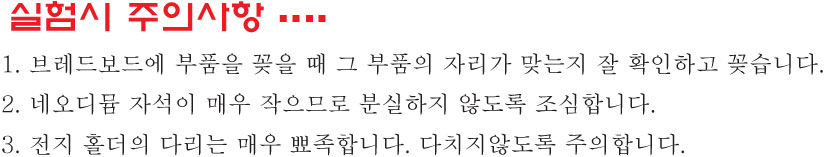 실험시 주의사항 ....
1. 브레드보드에 부품을 꽂을 때 그 부품의 자리가 맞는지 잘 확인하고 꽂습니다.
2. 네오디뮴 자석이 매우 작으므로 분실하지 않도록 조심합니다.
3. 전지 홀더의 다리는 매우 뾰족합니다. 다치지않도록 주의합니다.